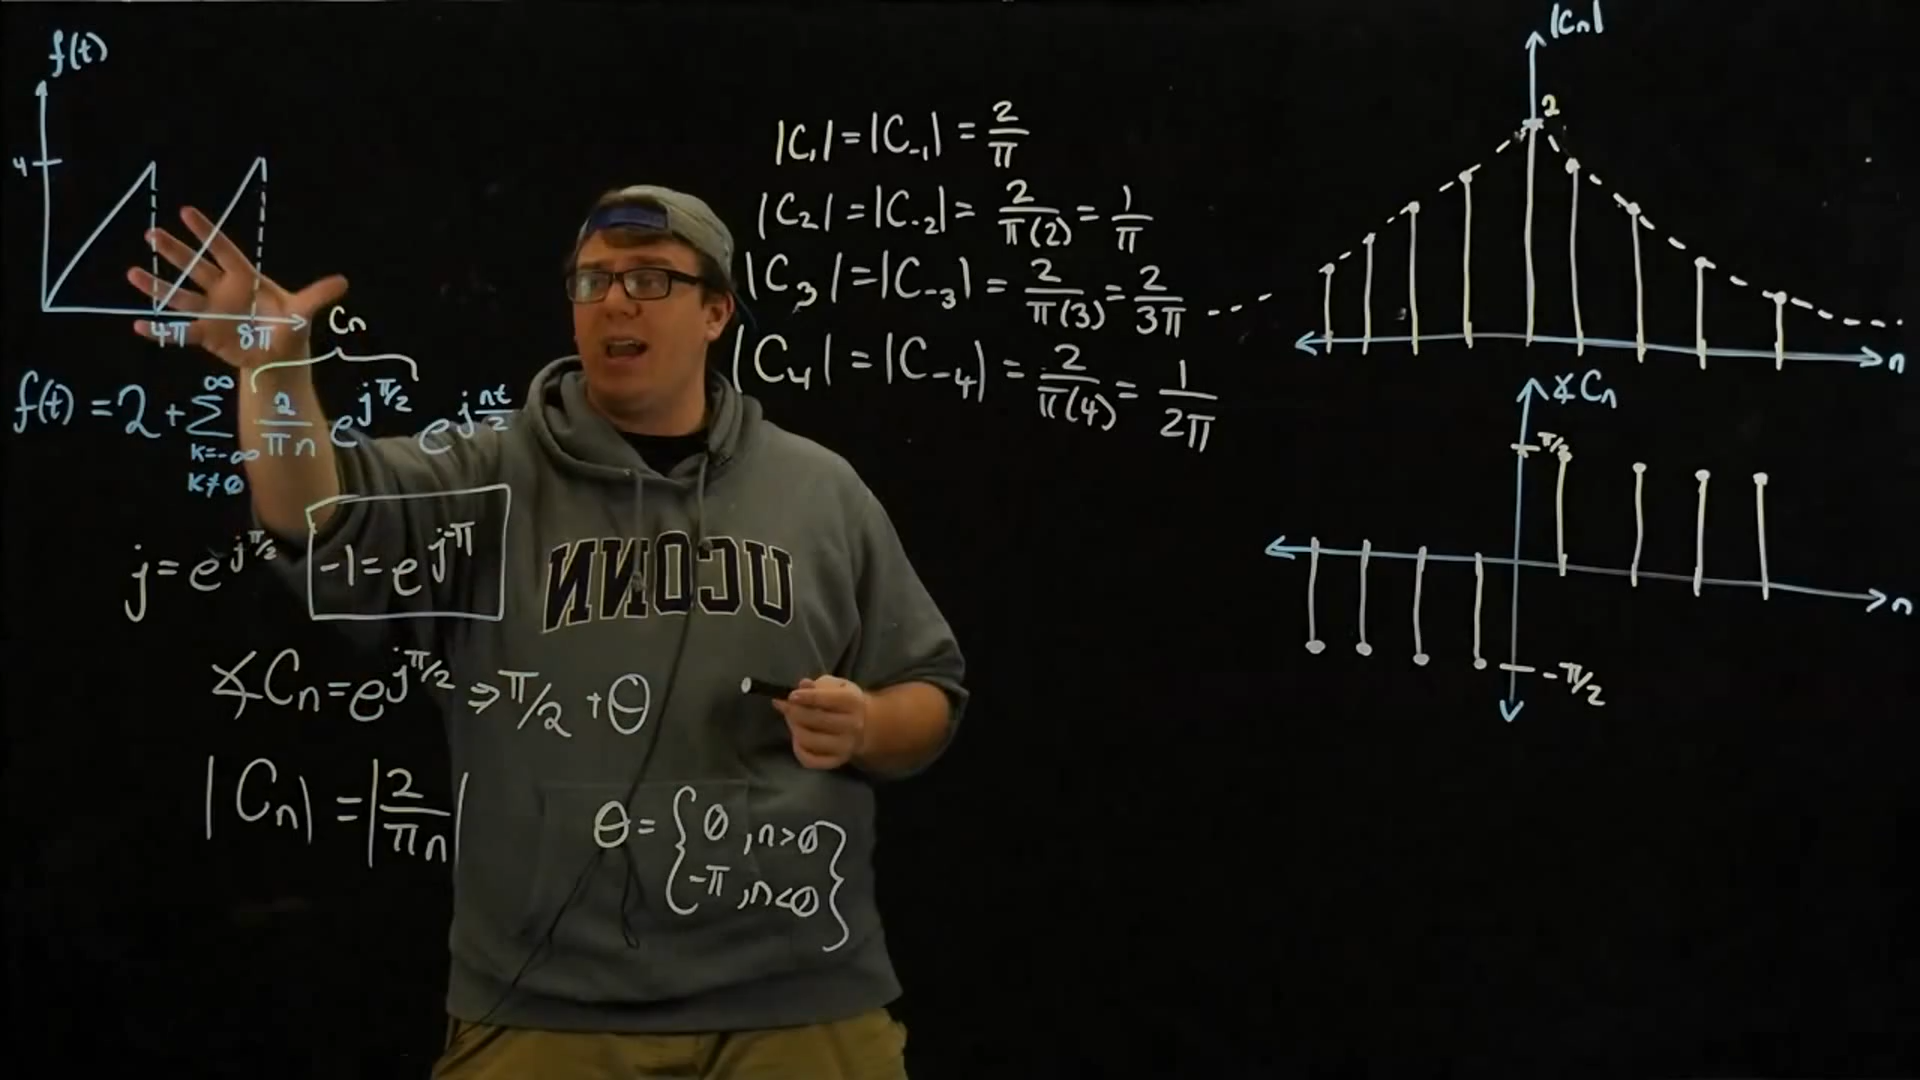 f(t)
4
4π 8π
Cn
f(t) = 2 + ∑ 2/πn e^jπ/2 e^jnt/2
∞
K=-∞
K≠0
j = e^jπ/2
-1 = e^j-π
∡Cn = e^jπ/2 ⇒ π/2 + θ
|Cn| = |2/πn|
θ = { 0, n>0
-π, n<0 }
UCONN
|C1| = |C-1| = 2/π
|C2| = |C-2| = 2/π(2) = 1/π
|C3| = |C-3| = 2/π(3) = 2/3π
|C4| = |C-4| = 2/π(4) = 1/2π
|Cn|
2
n
∡Cn
π/2
n
-π/2